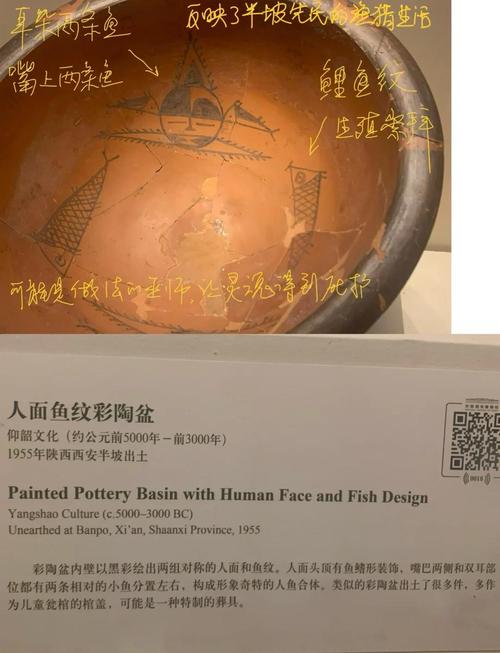 耳朵两条鱼
嘴上两条鱼
反映了半坡先民的渔猎生活
鲤鱼纹
生殖祭拜
可能是做法的巫师,让灵魂得到庇护
人面鱼纹彩陶盆
仰韶文化（约公元前5000年－前3000年）
1955年陕西西安半坡出土
Painted Pottery Basin with Human Face and Fish Design
Yangshao Culture (c.5000–3000 BC)
Unearthed at Banpo, Xi'an, Shaanxi Province, 1955
彩陶盆内壁以黑彩绘出两组对称的人面和鱼纹。人面头顶有鱼鳍形装饰，嘴巴两侧和双耳部
位都有两条相对的小鱼分置左右，构成形象奇特的人鱼合体。类似的彩陶盆出土了很多件，多作
为儿童瓮棺的棺盖，可能是一种特制的葬具。
0018